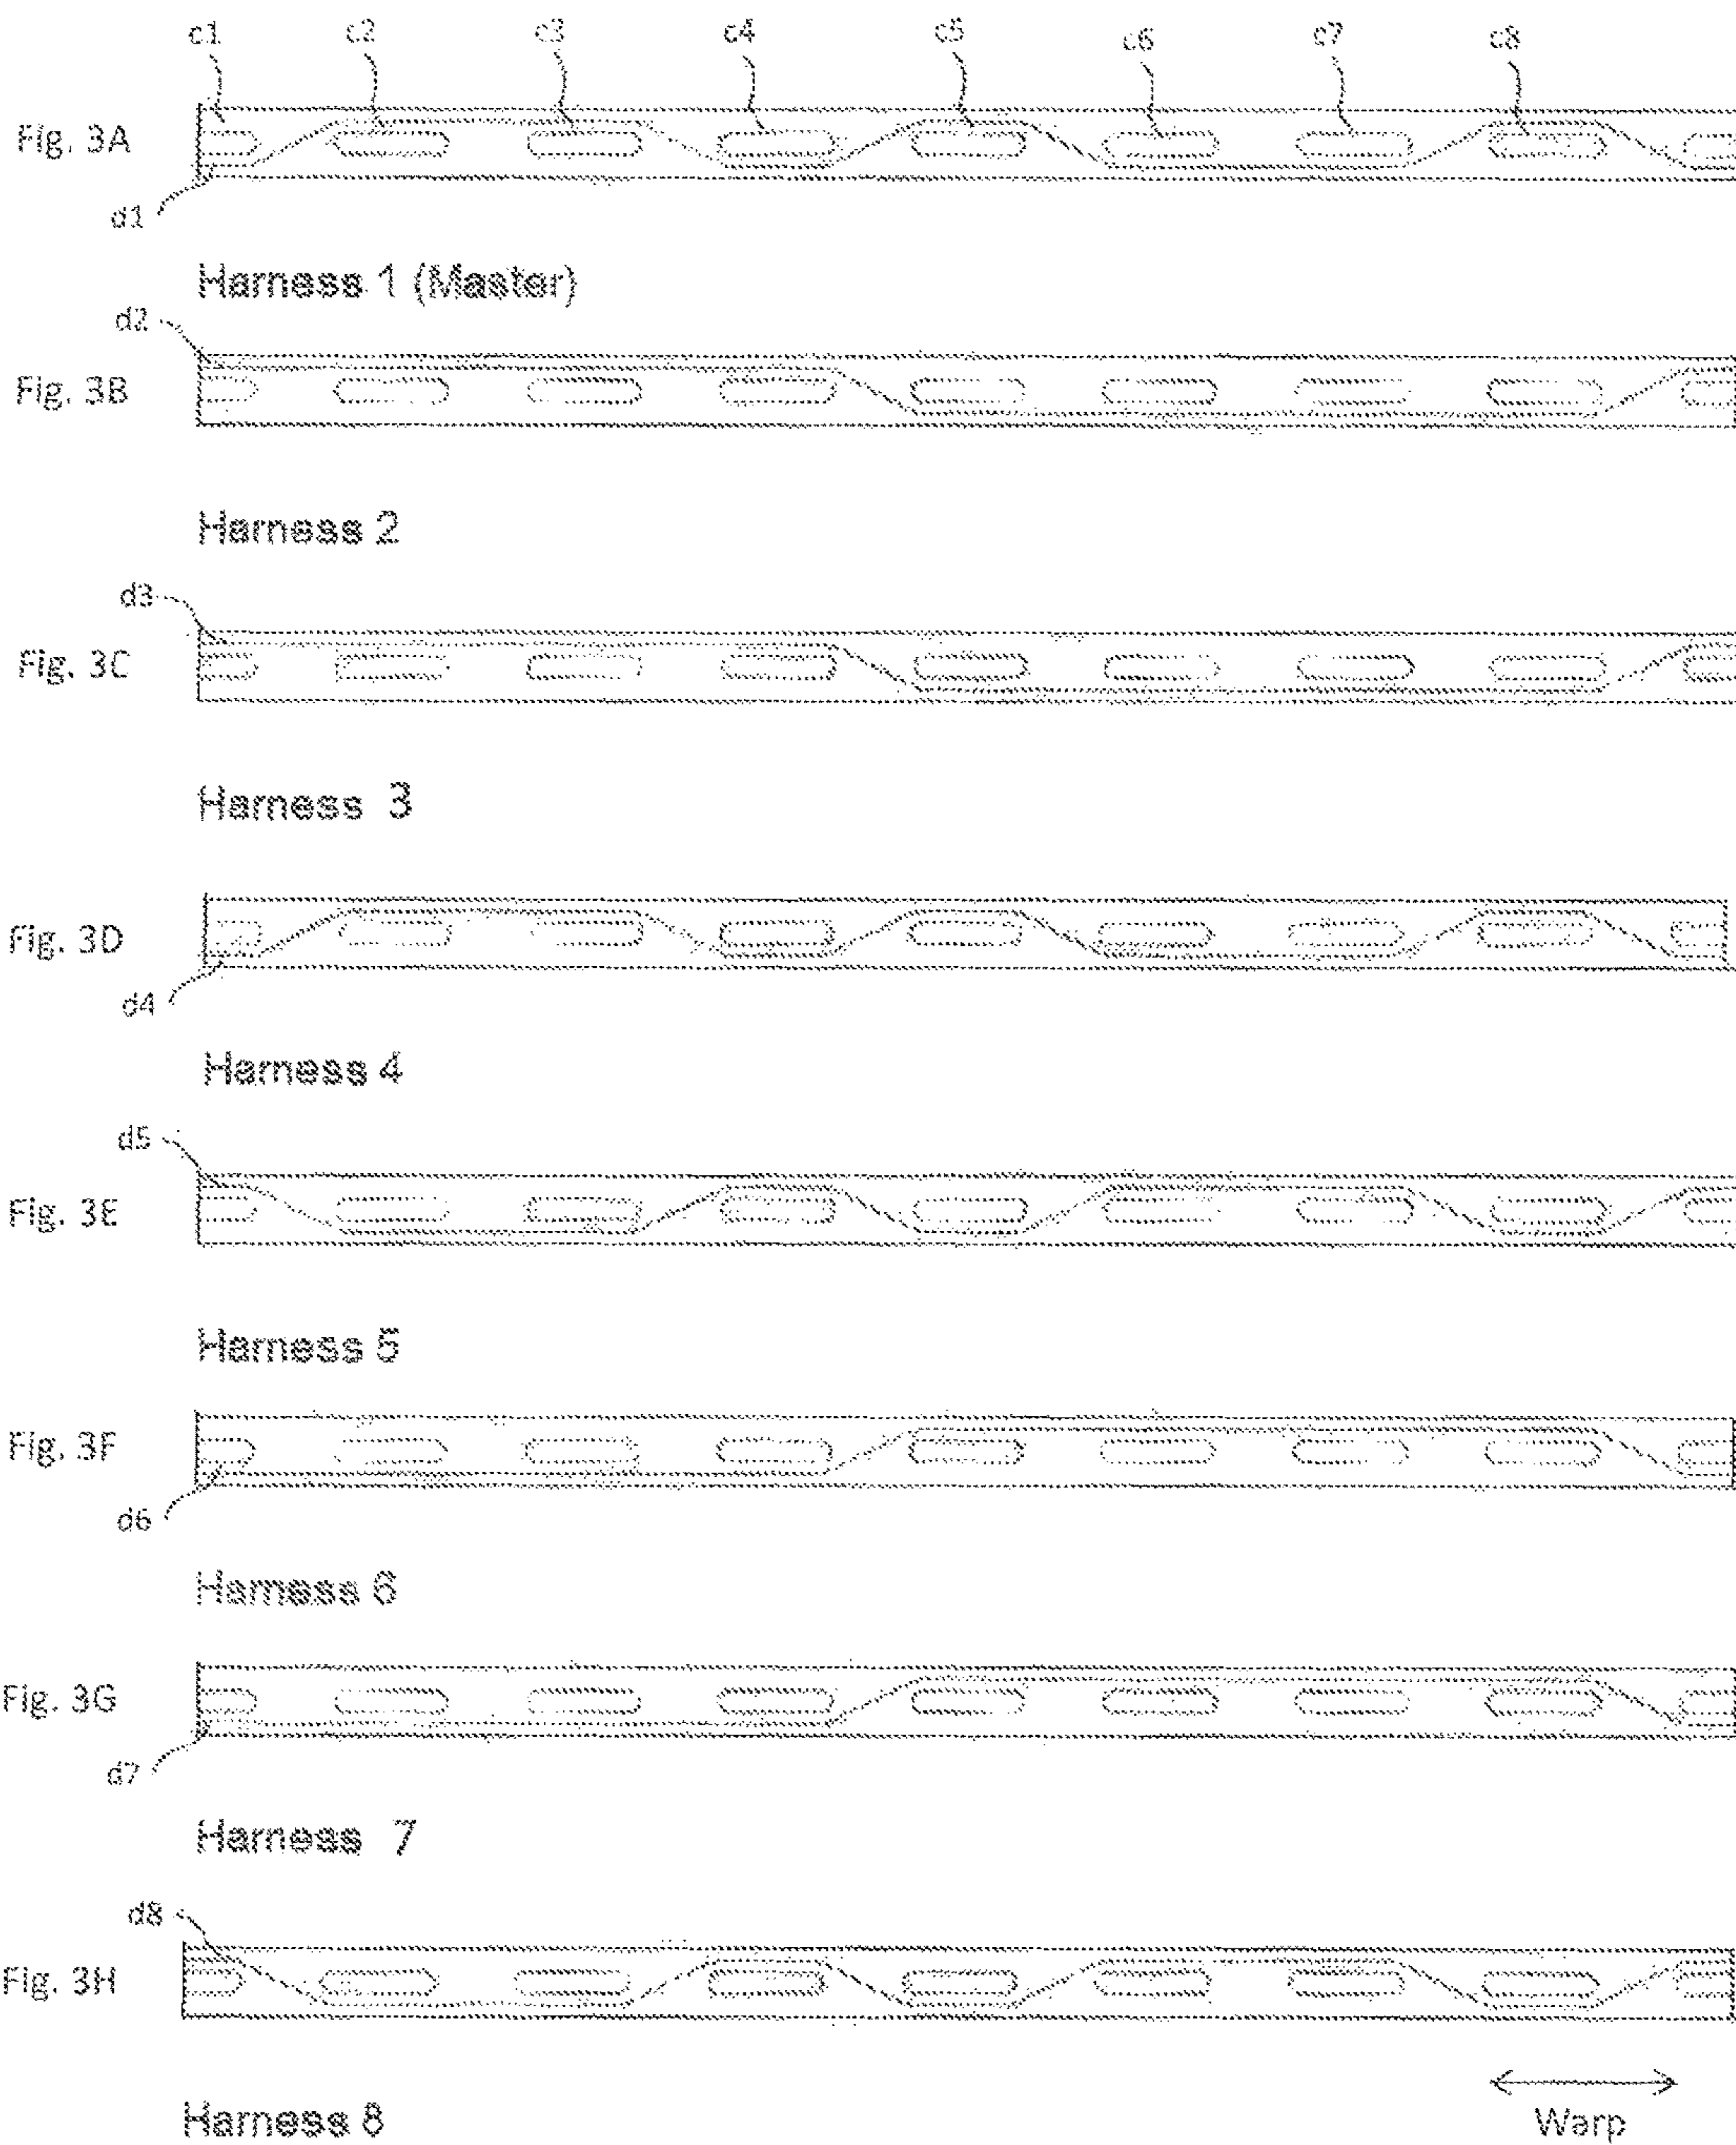 c1 c2 c3 c4 c5 c6 c7 c8
Fig. 3A
d1
Harness 1 (Master)
d2
Fig. 3B
Harness 2
d3
Fig. 3C
Harness 3
Fig. 3D
d4
Harness 4
d5
Fig. 3E
Harness 5
Fig. 3F
d6
Harness 6
Fig. 3G
d7
Harness 7
d8
Fig. 3H
Harness 8
Warp